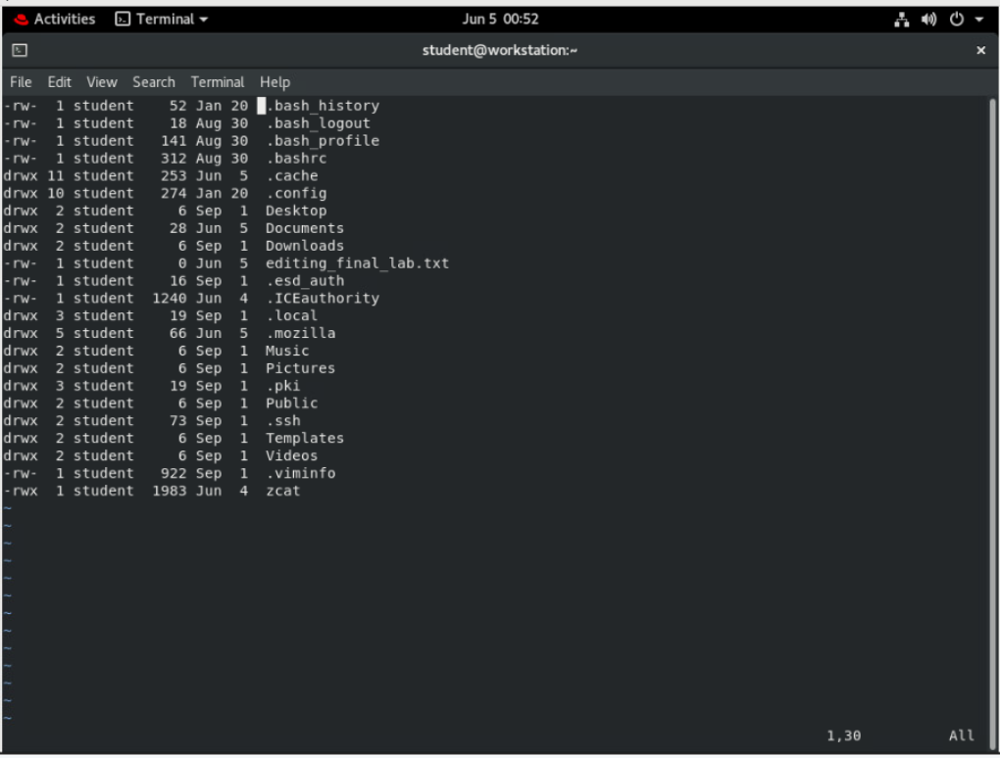 Activities Terminal Jun 5 00:52
student@workstation:~ ×
File Edit View Search Terminal Help
-rw-  1 student    52 Jan 20  .bash_history
-rw-  1 student    18 Aug 30  .bash_logout
-rw-  1 student   141 Aug 30  .bash_profile
-rw-  1 student   312 Aug 30  .bashrc
drwx 11 student   253 Jun  5  .cache
drwx 10 student   274 Jan 20  .config
drwx  2 student     6 Sep  1  Desktop
drwx  2 student    28 Jun  5  Documents
drwx  2 student     6 Sep  1  Downloads
-rw-  1 student     0 Jun  5  editing_final_lab.txt
-rw-  1 student    16 Sep  1  .esd_auth
-rw-  1 student  1240 Jun  4  .ICEauthority
drwx  3 student    19 Sep  1  .local
drwx  5 student    66 Jun  5  .mozilla
drwx  2 student     6 Sep  1  Music
drwx  2 student     6 Sep  1  Pictures
drwx  3 student    19 Sep  1  .pki
drwx  2 student     6 Sep  1  Public
drwx  2 student    73 Sep  1  .ssh
drwx  2 student     6 Sep  1  Templates
drwx  2 student     6 Sep  1  Videos
-rw-  1 student   922 Sep  1  .viminfo
-rwx  1 student  1983 Jun  4  zcat
~
~
~
~
~
~
~
~
~
~
~
~
~
1,30 All